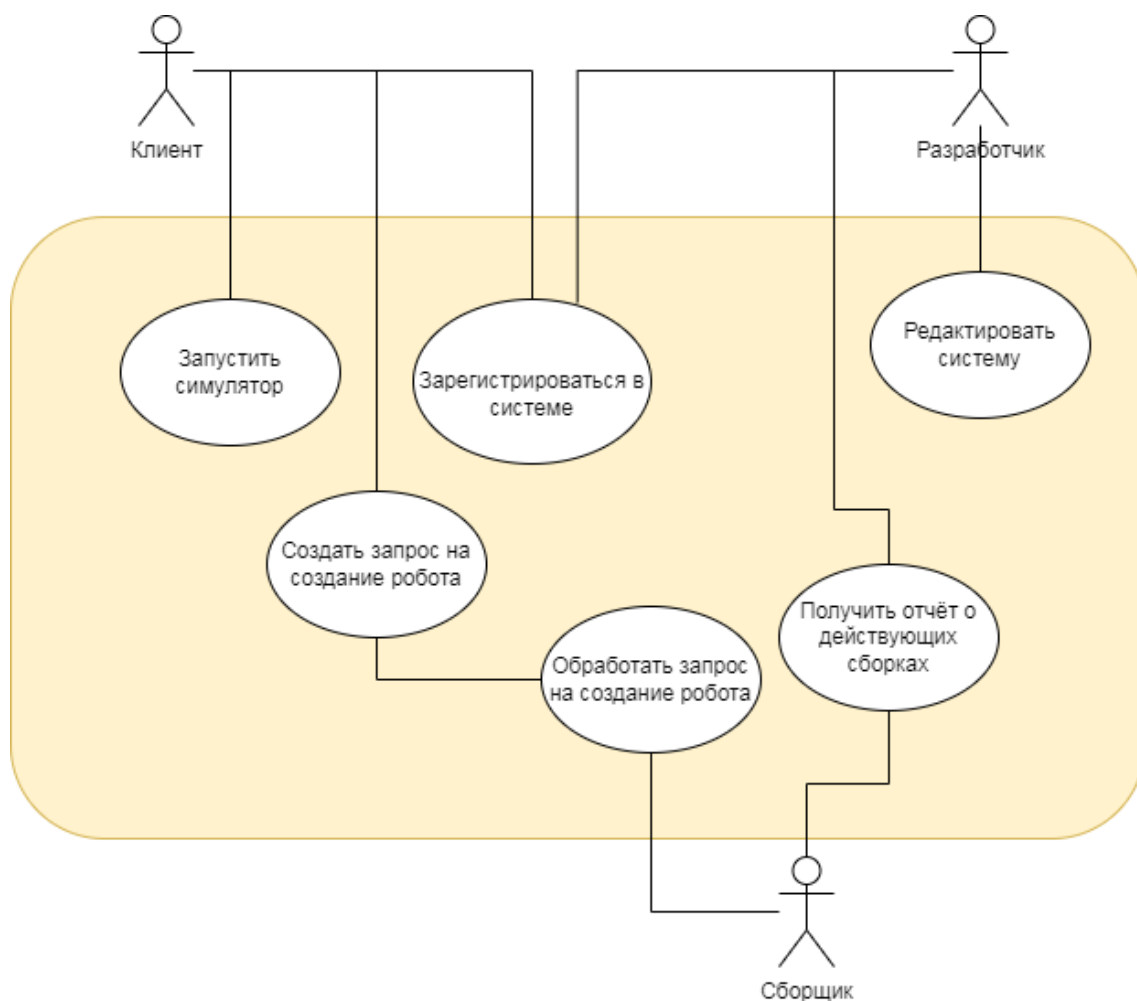 Клиент
Разработчик
Запустить
симулятор
Зарегистрироваться в
системе
Редактировать
систему
Создать запрос на
создание робота
Обработать запрос
на создание робота
Получить отчёт о
действующих
сборках
Сборщик